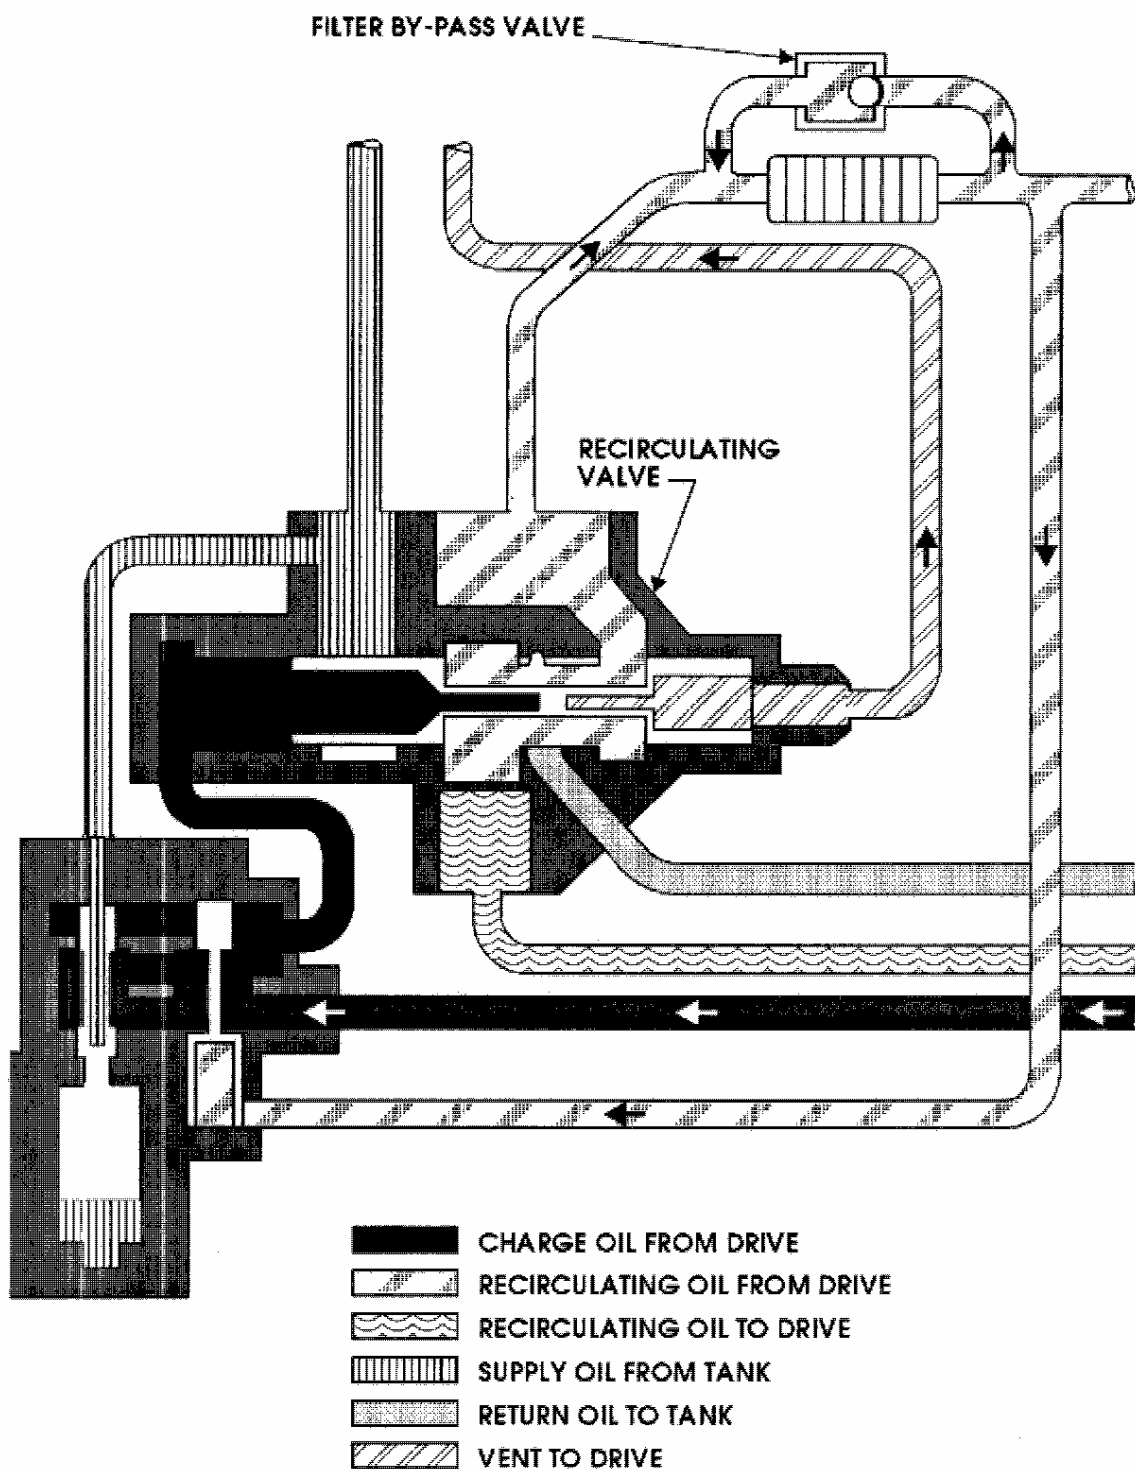 FILTER BY-PASS VALVE
RECIRCULATING
VALVE
CHARGE OIL FROM DRIVE
RECIRCULATING OIL FROM DRIVE
RECIRCULATING OIL TO DRIVE
SUPPLY OIL FROM TANK
RETURN OIL TO TANK
VENT TO DRIVE